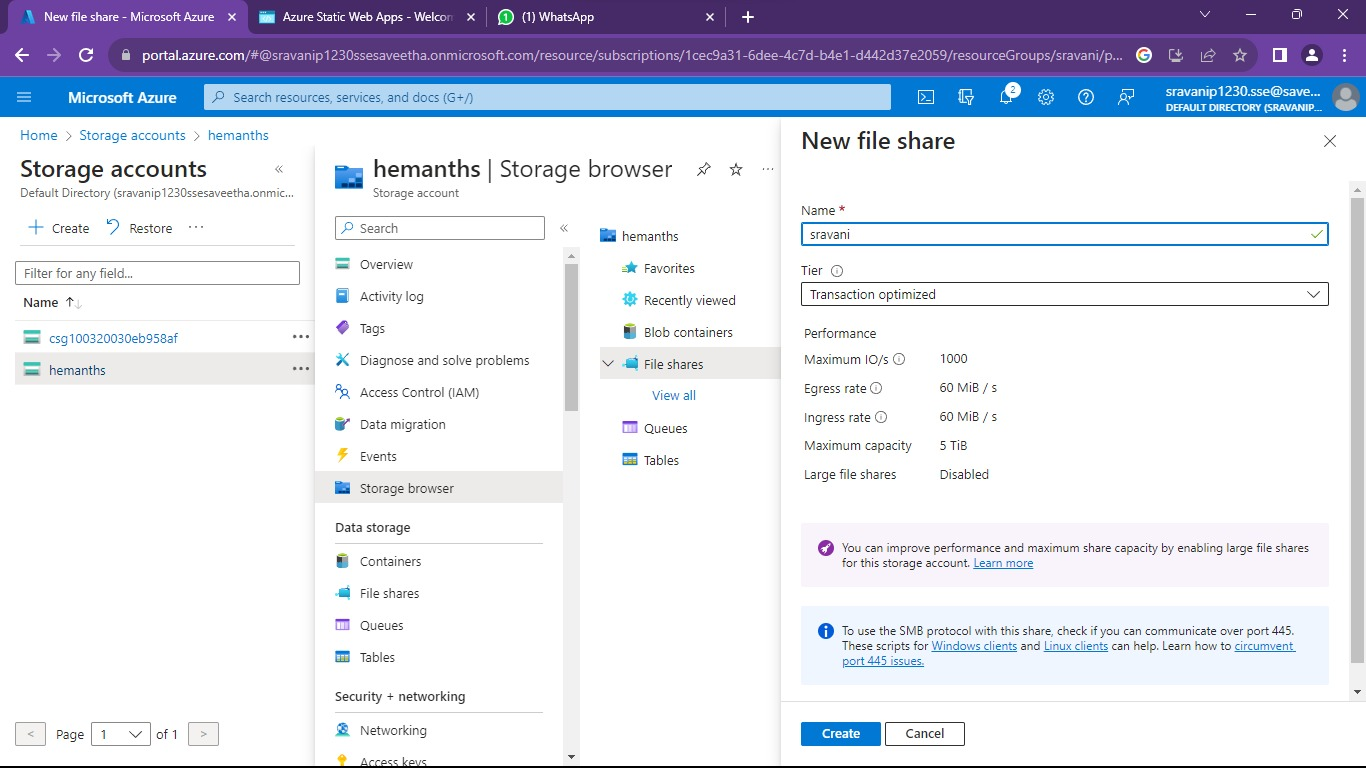 New file share - Microsoft Azure
Azure Static Web Apps - Welcon
(1) WhatsApp
portal.azure.com/#@sravanip1230ssesaveetha.onmicrosoft.com/resource/subscriptions/1cec9a31-6dee-4c7d-b4e1-d442d37e2059/resourceGroups/sravani/p...
Microsoft Azure
Search resources, services, and docs (G+/)
2
sravanip1230.sse@save...
DEFAULT DIRECTORY (SRAVANIP...
Home > Storage accounts > hemanths
Storage accounts
Default Directory (sravanip1230ssesaveetha.onmic...
Create
Restore
Filter for any field...
Name
csg100320030eb958af
hemanths
< Page 1 of 1 >
hemanths | Storage browser
Storage account
Search
Overview
Activity log
Tags
Diagnose and solve problems
Access Control (IAM)
Data migration
Events
Storage browser
Data storage
Containers
File shares
Queues
Tables
Security + networking
Networking
Access keys
hemanths
Favorites
Recently viewed
Blob containers
File shares
View all
Queues
Tables
New file share
Name *
sravani
Tier
Transaction optimized
Performance
Maximum IO/s 1000
Egress rate 60 MiB / s
Ingress rate 60 MiB / s
Maximum capacity 5 TiB
Large file shares Disabled
You can improve performance and maximum share capacity by enabling large file shares
for this storage account. Learn more
To use the SMB protocol with this share, check if you can communicate over port 445.
These scripts for Windows clients and Linux clients can help. Learn how to circumvent
port 445 issues.
Create
Cancel